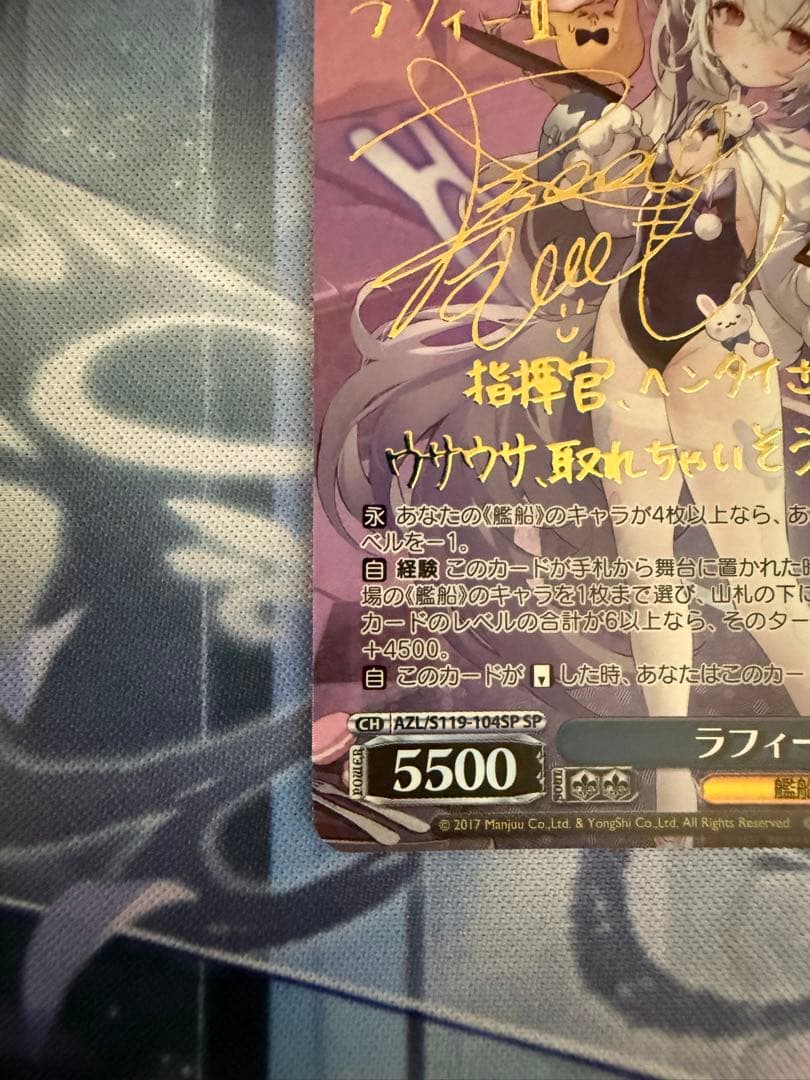 ラフィーII
指揮官、ヘンタイさ
ウサウサ、取れちゃいそう
永 あなたの《艦船》のキャラが4枚以上なら、あ
ベルを－1。
自 経験 このカードが手札から舞台に置かれた時
場の《艦船》のキャラを1枚まで選び、山札の下に
カードのレベルの合計が6以上なら、そのター
＋4500。
自 このカードが した時、あなたはこのカー
CH AZL/S119-104SP SP
POWER 5500 SOUL
ラフィー
艦船
© 2017 Manjuu Co.,Ltd. & YongShi Co.,Ltd. All Rights Reserved.